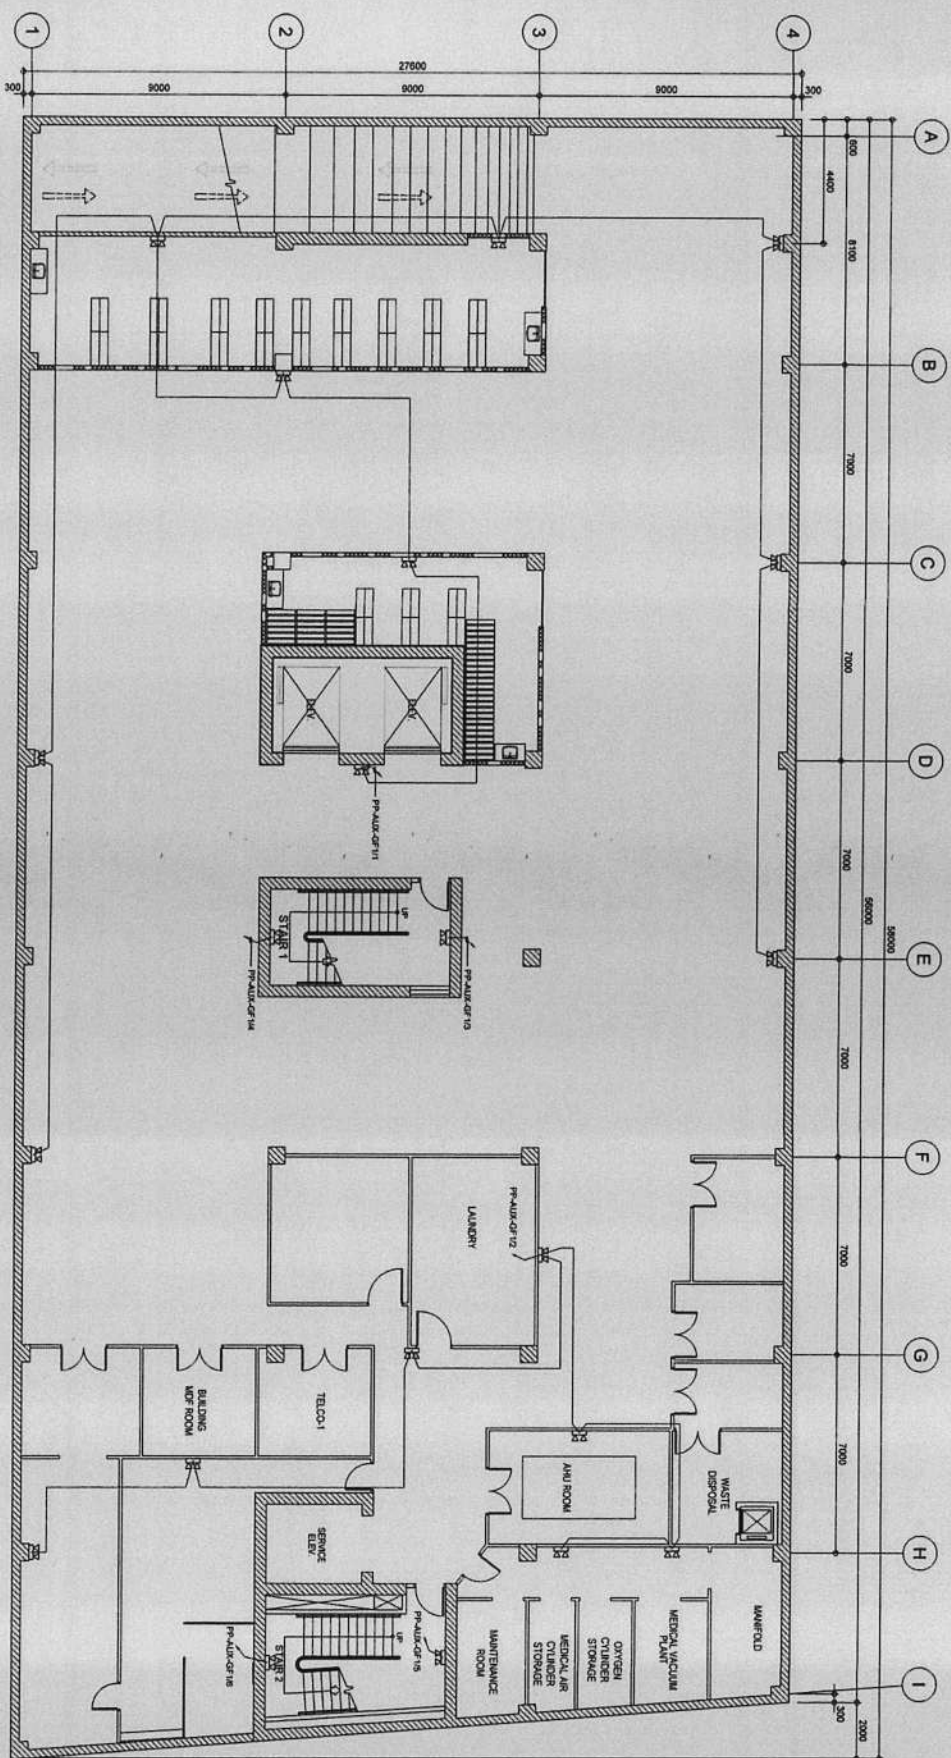 1
2
3
4
27600
300
9000
9000
9000
300
A
B
C
D
E
F
G
H
I
600
4400
8100
7000
7000
7000
7000
7000
7000
56000
58000
300
2000
ELEV.
ELEV.
PP-AUX-GF1/1
UP
STAIR 1
PP-AUX-GF1/3
PP-AUX-GF1/4
LAUNDRY
PP-AUX-GF1/2
TELCO-1
BUILDING
MDF ROOM
AHU ROOM
WASTE
DISPOSAL
SERVICE
ELEV.
UP
STAIR 2
PP-AUX-GF1/5
PP-AUX-GF1/6
MANIFOLD
MEDICAL VACUUM
PLANT
OXYGEN
CYLINDER
STORAGE
MEDICAL AIR
CYLINDER
STORAGE
MAINTENANCE
ROOM